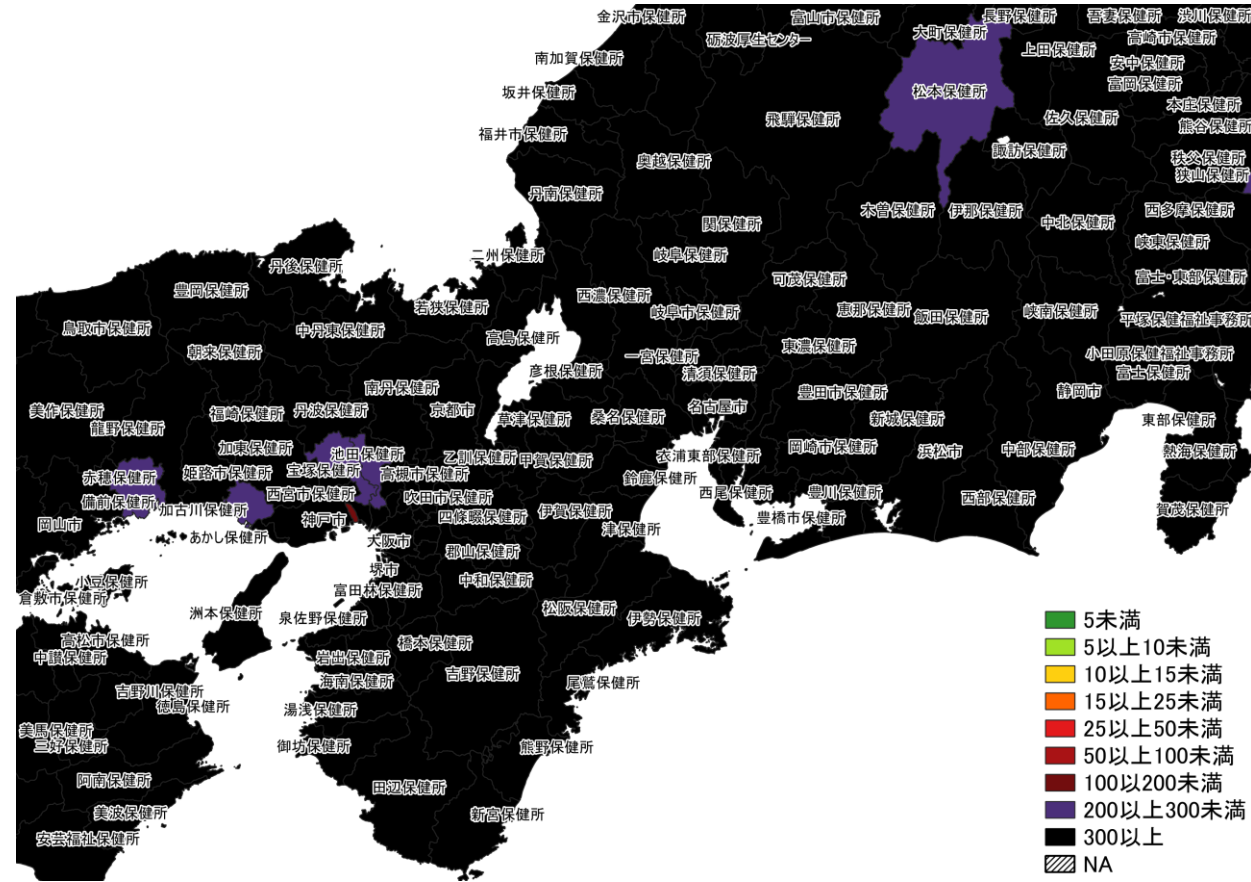 金沢市保健所
富山市保健所
長野保健所
吾妻保健所
渋川保健所
砺波厚生センター
大町保健所
上田保健所
高崎市保健所
南加賀保健所
安中保健所
富岡保健所
坂井保健所
松本保健所
本庄保健所
飛騨保健所
佐久保健所
熊谷保健所
福井市保健所
奥越保健所
諏訪保健所
秩父保健所
狭山保健所
丹南保健所
関保健所
木曽保健所
伊那保健所
中北保健所
西多摩保健所
二州保健所
岐阜保健所
峡東保健所
丹後保健所
可茂保健所
富士・東部保健所
豊岡保健所
若狭保健所
西濃保健所
岐阜市保健所
恵那保健所
飯田保健所
峡南保健所
平塚保健福祉事務所
鳥取市保健所
中丹東保健所
高島保健所
朝来保健所
一宮保健所
東濃保健所
小田原保健福祉事務所
彦根保健所
清須保健所
富士保健所
南丹保健所
豊田市保健所
静岡市
美作保健所
福崎保健所
丹波保健所
京都市
草津保健所
桑名保健所
名古屋市
新城保健所
東部保健所
龍野保健所
加東保健所
池田保健所
乙訓保健所
甲賀保健所
衣浦東部保健所
岡崎市保健所
浜松市
中部保健所
熱海保健所
赤穂保健所
姫路市保健所
宝塚保健所
高槻市保健所
鈴鹿保健所
備前保健所
加古川保健所
西宮市保健所
吹田市保健所
西尾保健所
豊川保健所
西部保健所
岡山市
神戸市
四條畷保健所
伊賀保健所
津保健所
豊橋市保健所
賀茂保健所
あかし保健所
大阪市
郡山保健所
小豆保健所
堺市
中和保健所
倉敷市保健所
洲本保健所
富田林保健所
泉佐野保健所
松阪保健所
伊勢保健所
高松市保健所
中讃保健所
橋本保健所
岩出保健所
吉野保健所
海南保健所
尾鷲保健所
吉野川保健所
徳島保健所
湯浅保健所
美馬保健所
三好保健所
御坊保健所
熊野保健所
阿南保健所
田辺保健所
美波保健所
新宮保健所
安芸福祉保健所
5未満
5以上10未満
10以上15未満
15以上25未満
25以上50未満
50以上100未満
100以200未満
200以上300未満
300以上
NA